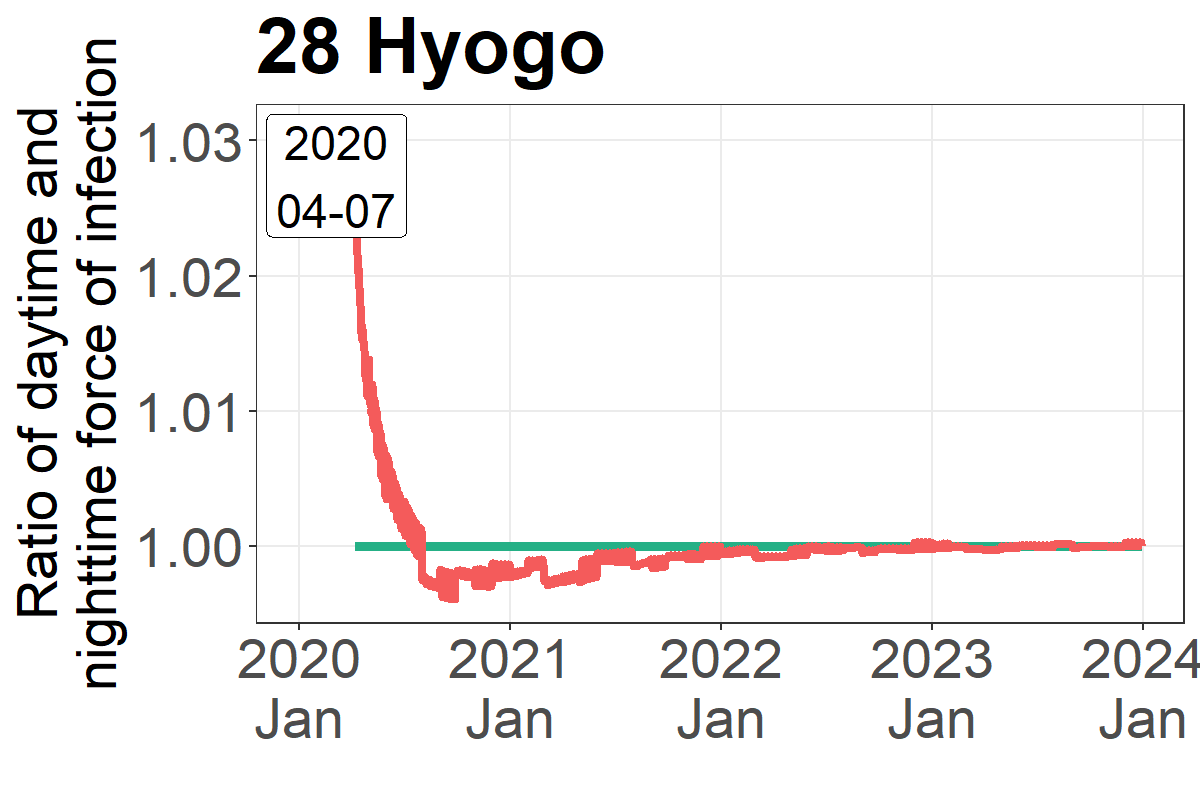 28 Hyogo
Ratio of daytime and
nighttime force of infection
1.03
1.02
1.01
1.00
2020
04-07
2020
Jan
2021
Jan
2022
Jan
2023
Jan
2024
Jan